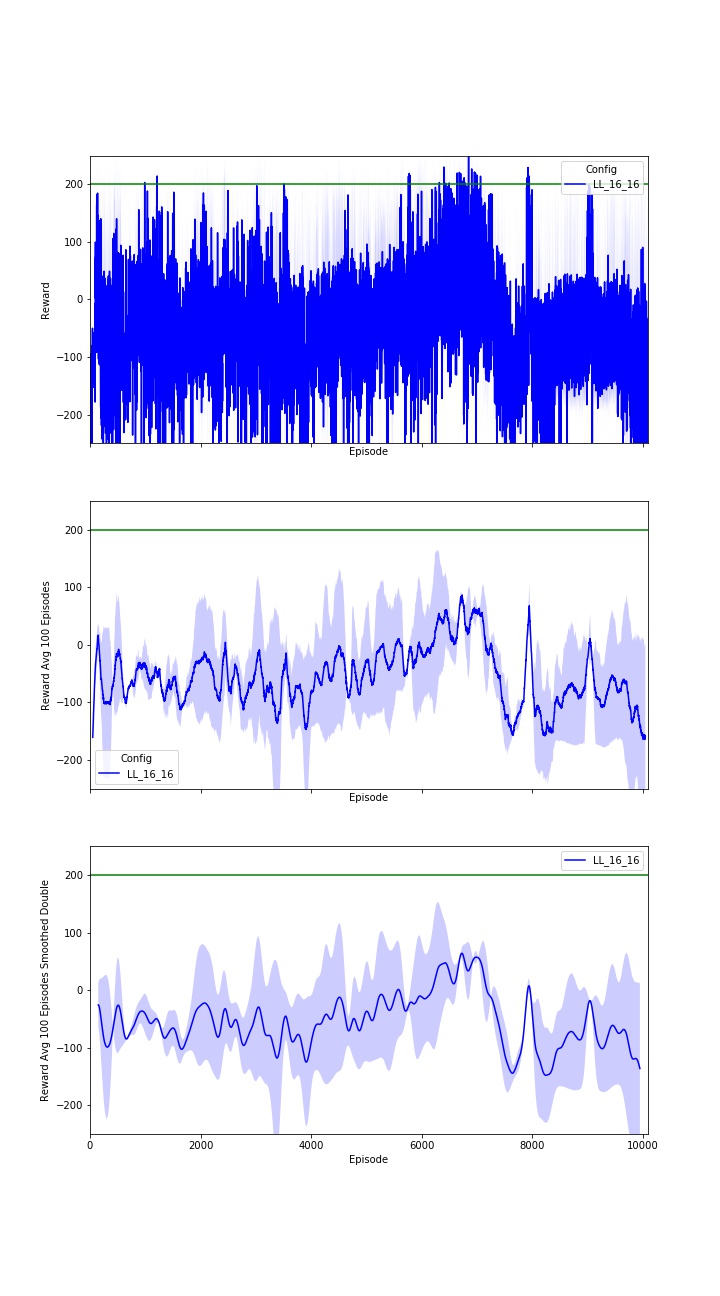 Config
LL_16_16
200
100
0
−100
−200
Reward
Episode
200
100
0
−100
−200
Reward Avg 100 Episodes
Config
LL_16_16
Episode
LL_16_16
200
100
0
−100
−200
Reward Avg 100 Episodes Smoothed Double
0 2000 4000 6000 8000 10000
Episode